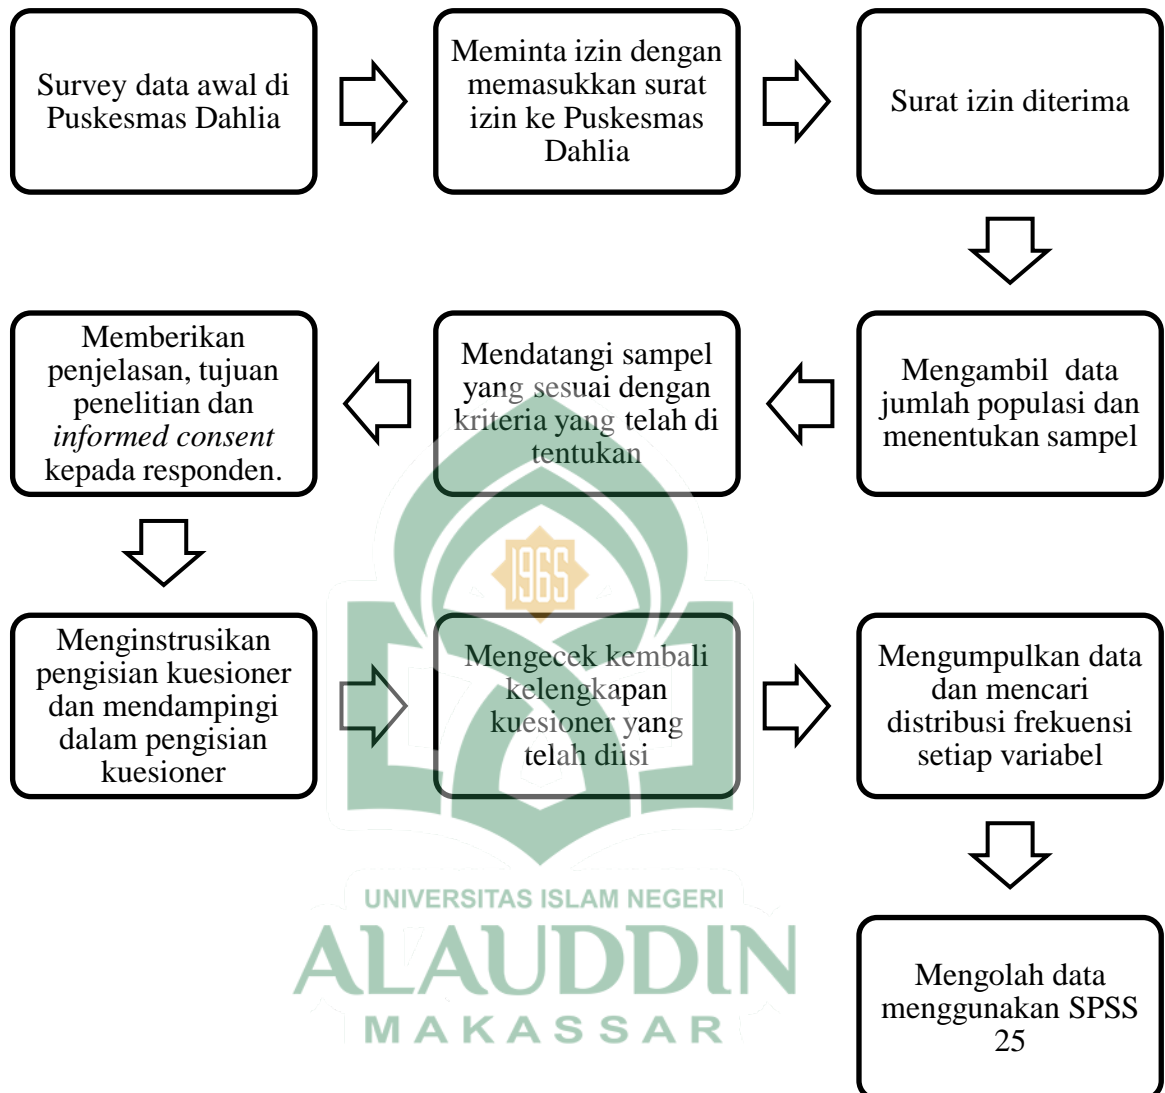 Survey data awal di
Puskesmas Dahlia
Meminta izin dengan
memasukkan surat
izin ke Puskesmas
Dahlia
Surat izin diterima
Mengambil  data
jumlah populasi dan
menentukan sampel
Mendatangi sampel
yang sesuai dengan
kriteria yang telah di
tentukan
Memberikan
penjelasan, tujuan
penelitian dan
informed consent
kepada responden.
Menginstrusikan
pengisian kuesioner
dan mendampingi
dalam pengisian
kuesioner
Mengecek kembali
kelengkapan
kuesioner yang
telah diisi
Mengumpulkan data
dan mencari
distribusi frekuensi
setiap variabel
Mengolah data
menggunakan SPSS
25
1965
UNIVERSITAS ISLAM NEGERI
ALAUDDIN
MAKASSAR